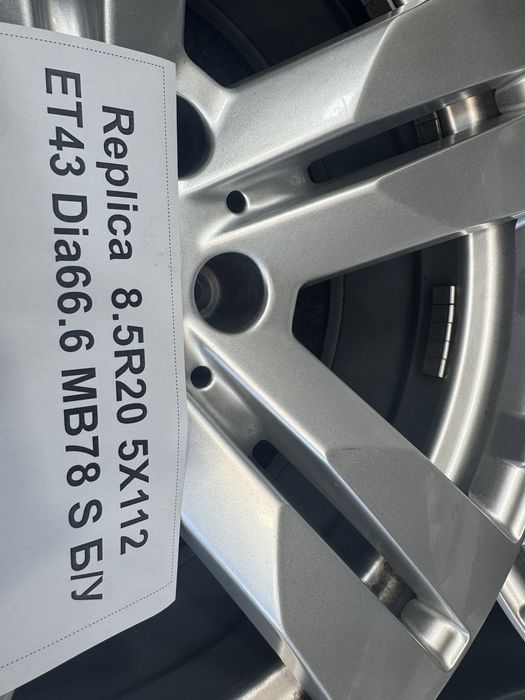 Replica 8.5R20 5X112
ET43 Dia66.6 MB78 S Б/У